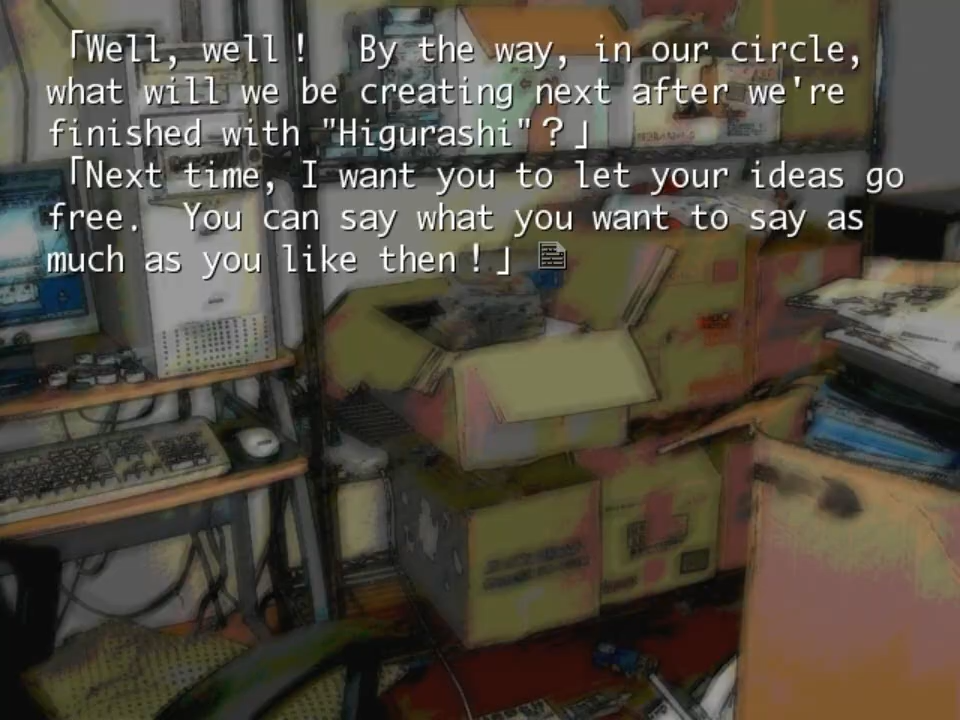 「Well, well！ By the way, in our circle,
what will we be creating next after we're
finished with "Higurashi"？」
「Next time, I want you to let your ideas go
free. You can say what you want to say as
much as you like then！」